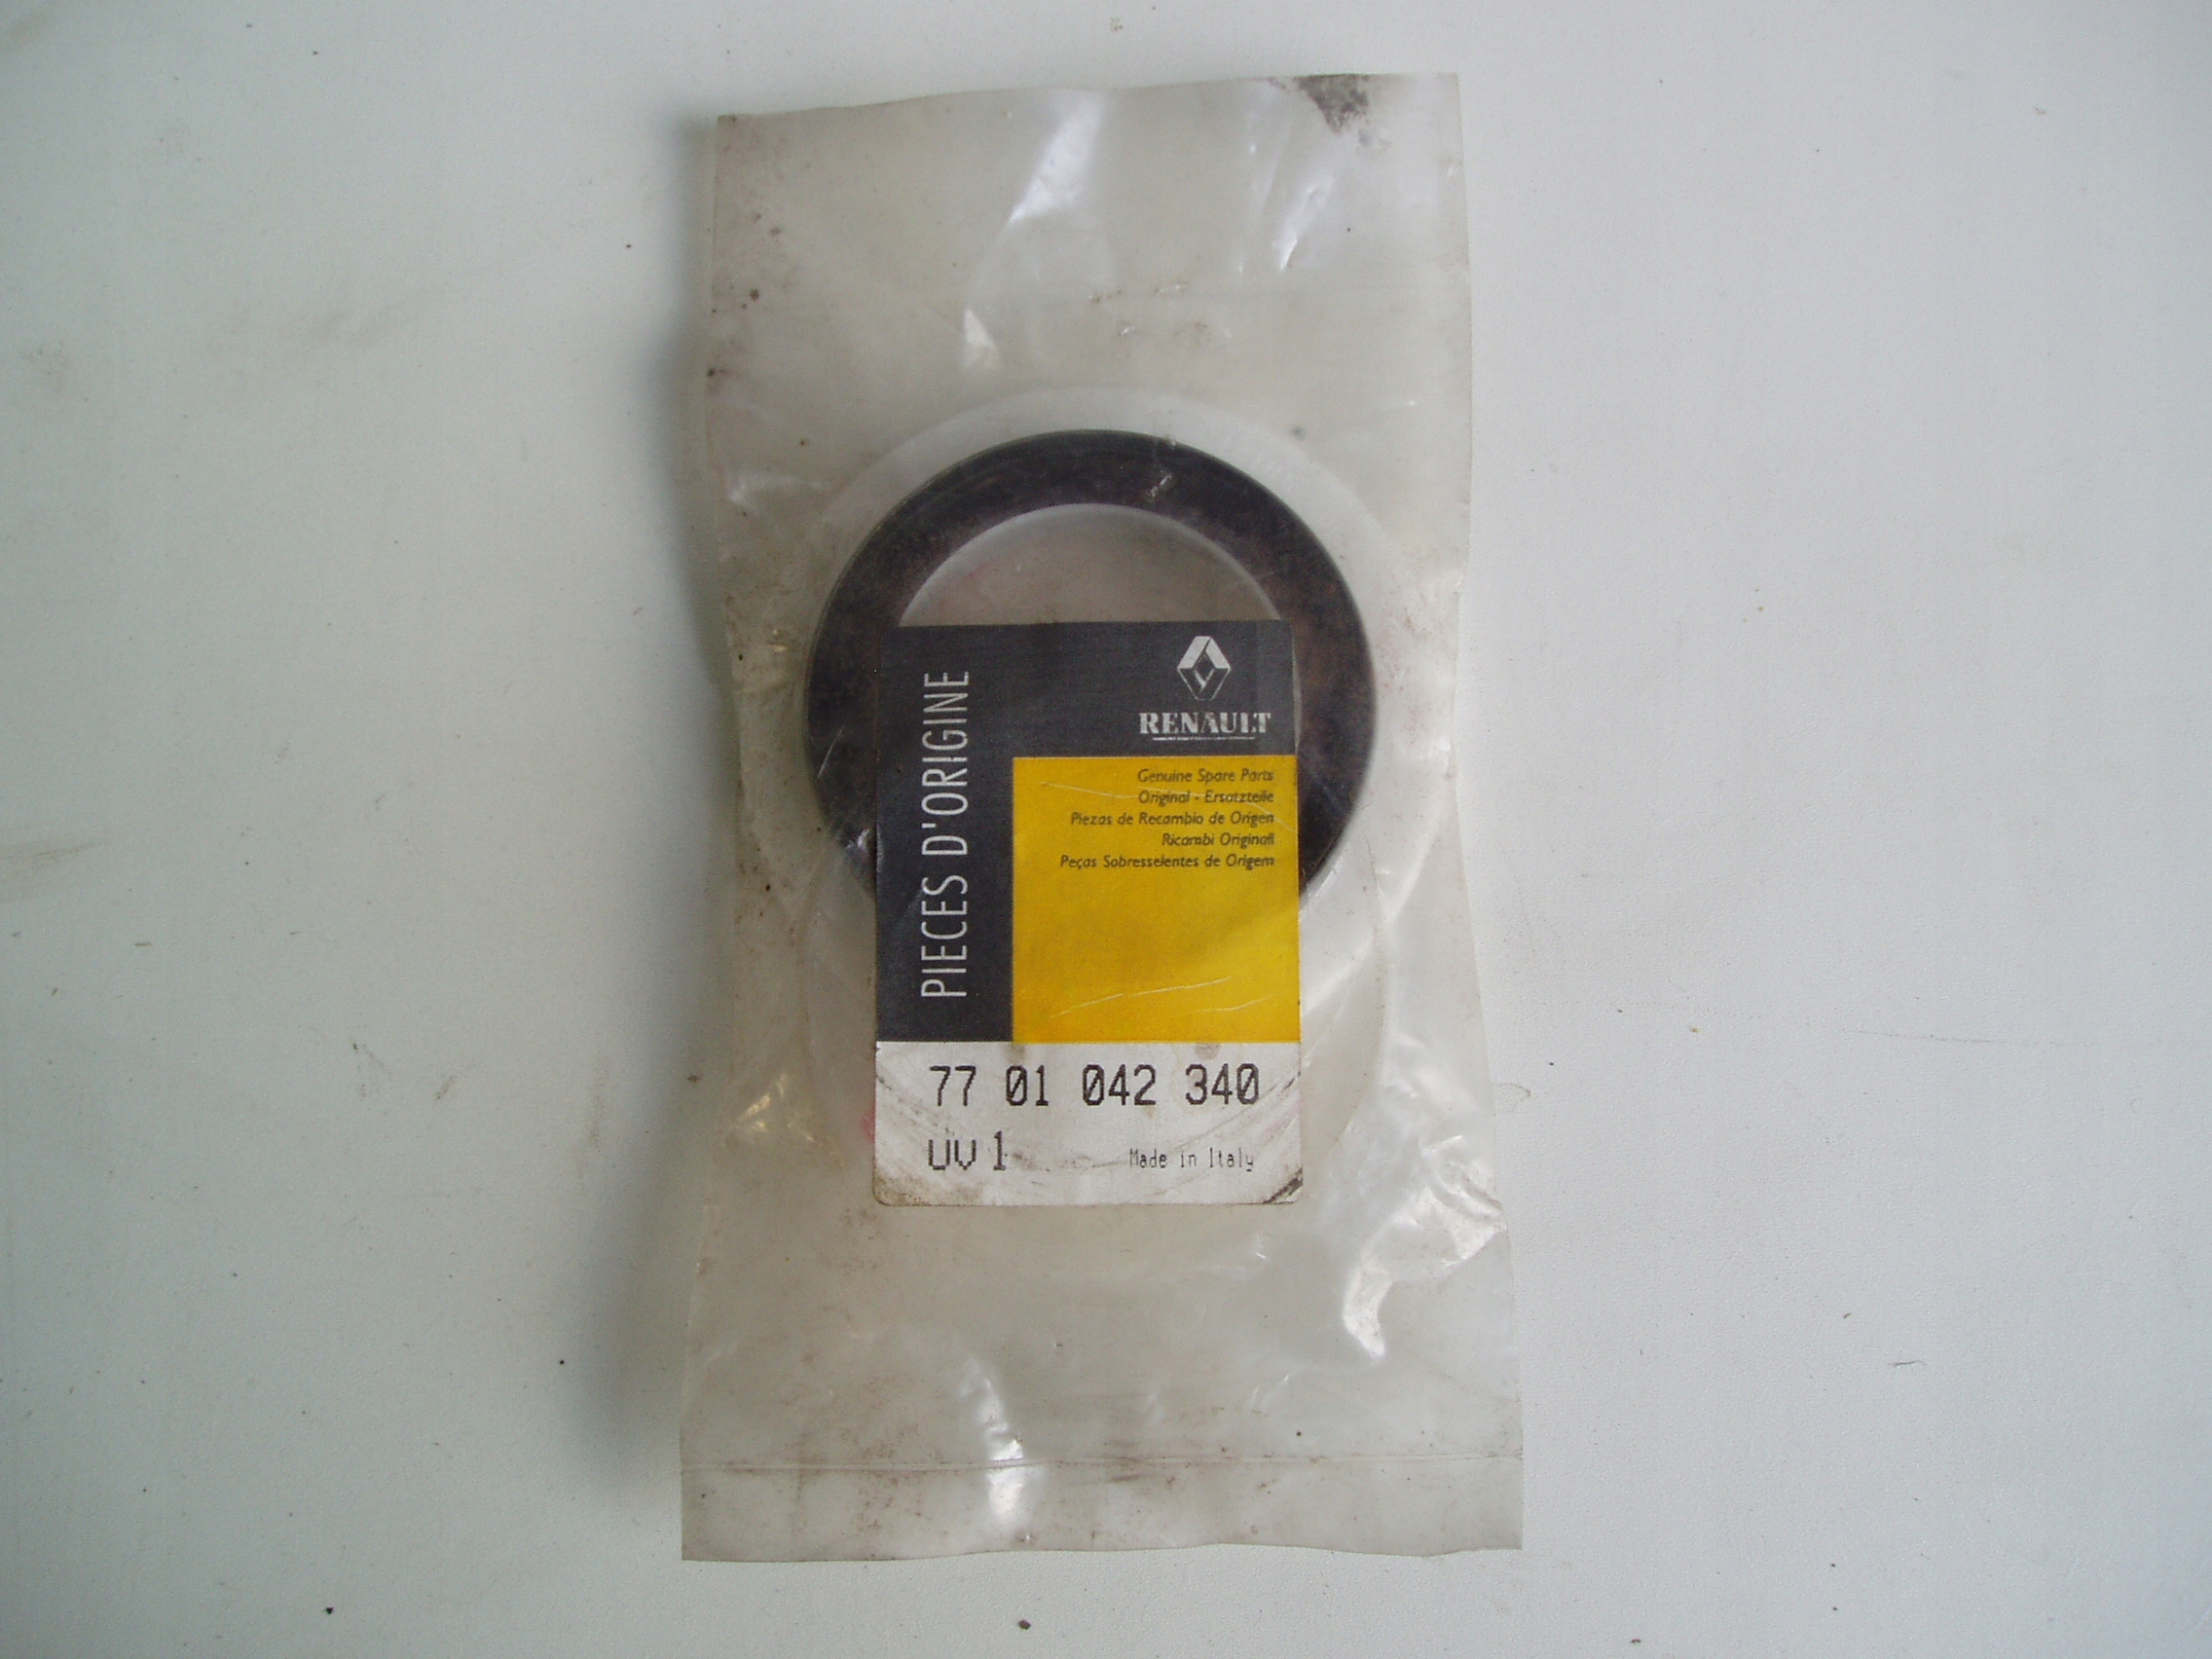 PIECES D'ORIGINE
RENAULT
Genuine Spare Parts
Original - Ersatzteile
Piezas de Recambio de Origen
Ricambi Originali
Peças Sobresselentes de Origem
77 01 042 340
UV 1
Made in Italy